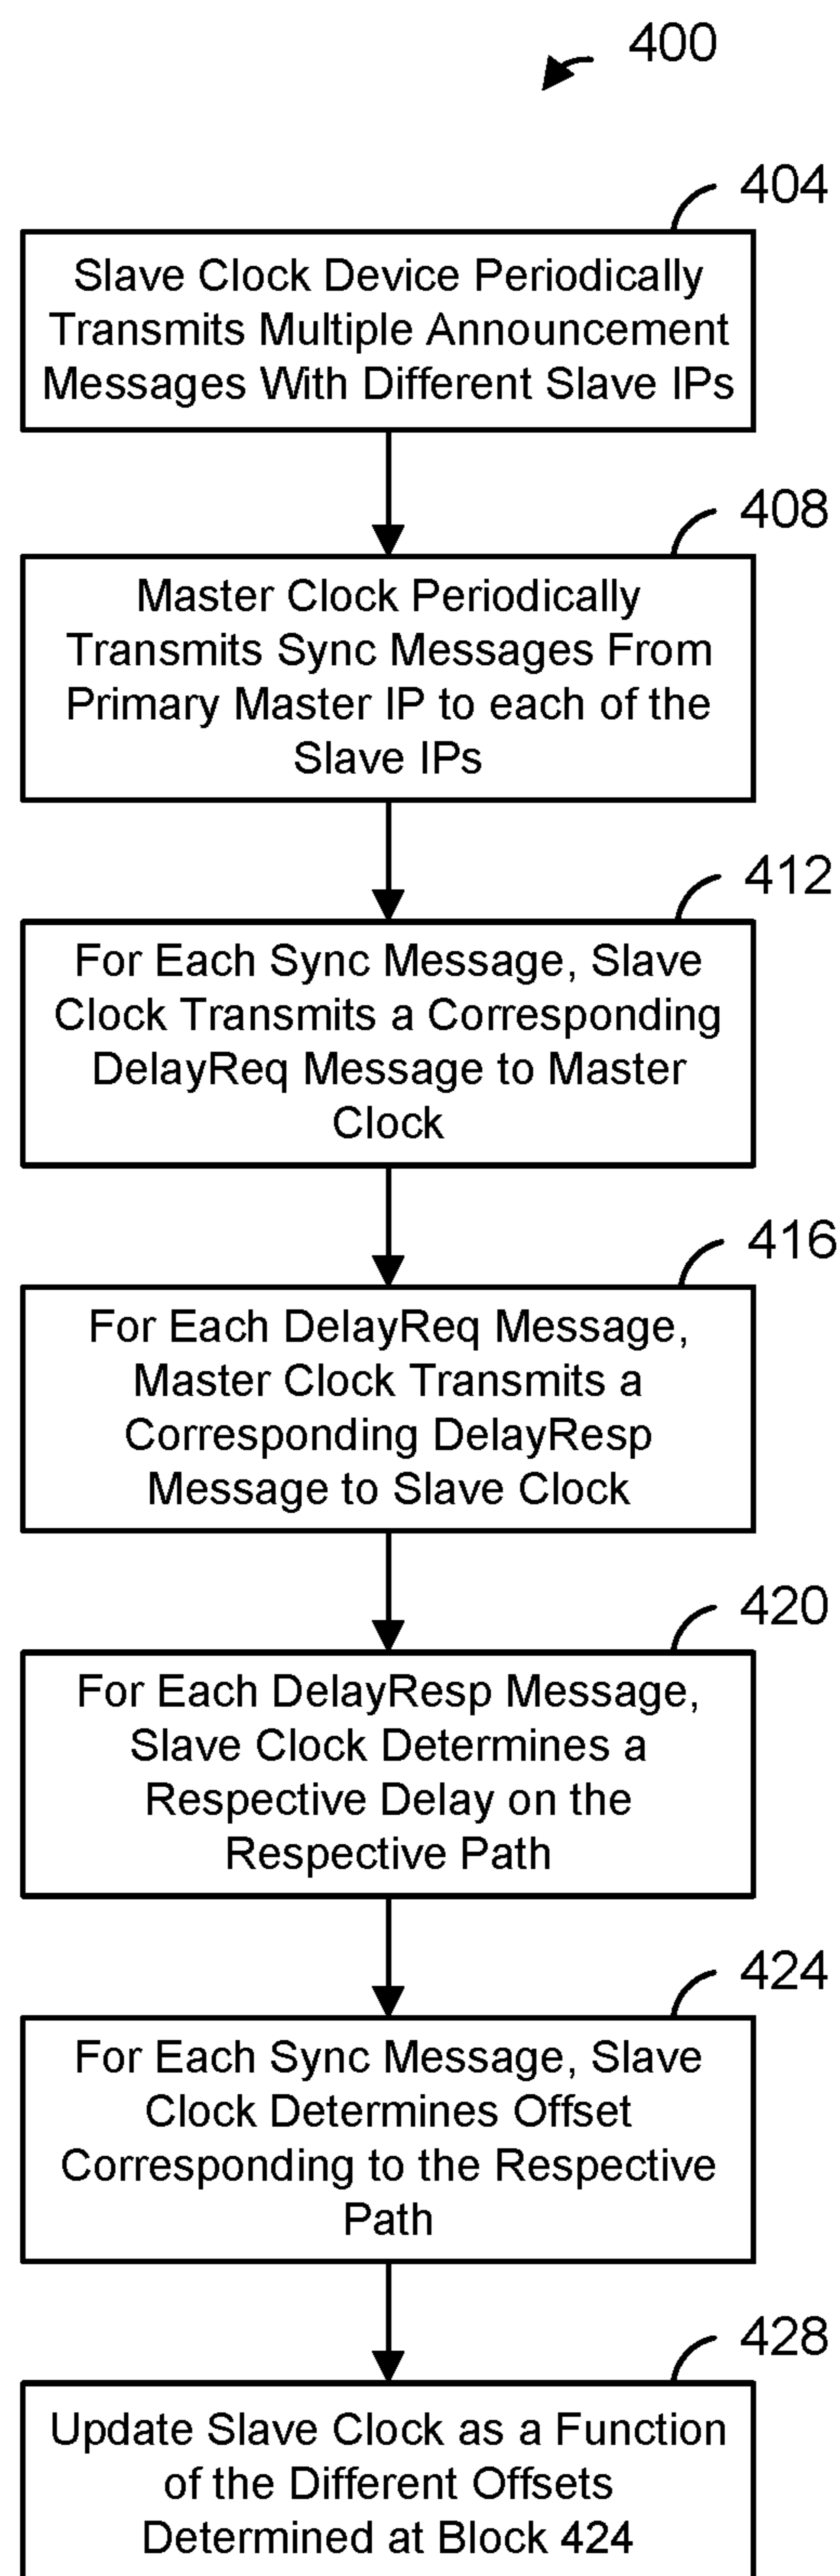 400
404
Slave Clock Device Periodically
Transmits Multiple Announcement
Messages With Different Slave IPs
408
Master Clock Periodically
Transmits Sync Messages From
Primary Master IP to each of the
Slave IPs
412
For Each Sync Message, Slave
Clock Transmits a Corresponding
DelayReq Message to Master
Clock
416
For Each DelayReq Message,
Master Clock Transmits a
Corresponding DelayResp
Message to Slave Clock
420
For Each DelayResp Message,
Slave Clock Determines a
Respective Delay on the
Respective Path
424
For Each Sync Message, Slave
Clock Determines Offset
Corresponding to the Respective
Path
428
Update Slave Clock as a Function
of the Different Offsets
Determined at Block 424